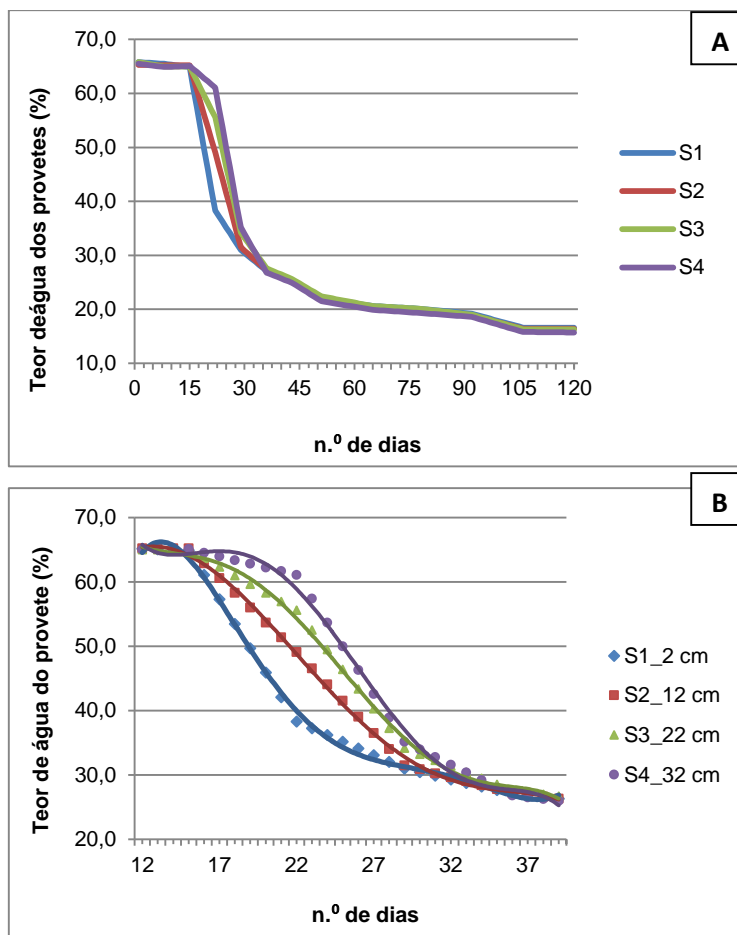 A
70,0
60,0
50,0
40,0
30,0
20,0
10,0
Teor deágua dos provetes (%)
0 15 30 45 60 75 90 105 120
n.º de dias
S1
S2
S3
S4
B
70,0
60,0
50,0
40,0
30,0
20,0
Teor de água do provete (%)
12 17 22 27 32 37
n.º de dias
S1_2 cm
S2_12 cm
S3_22 cm
S4_32 cm